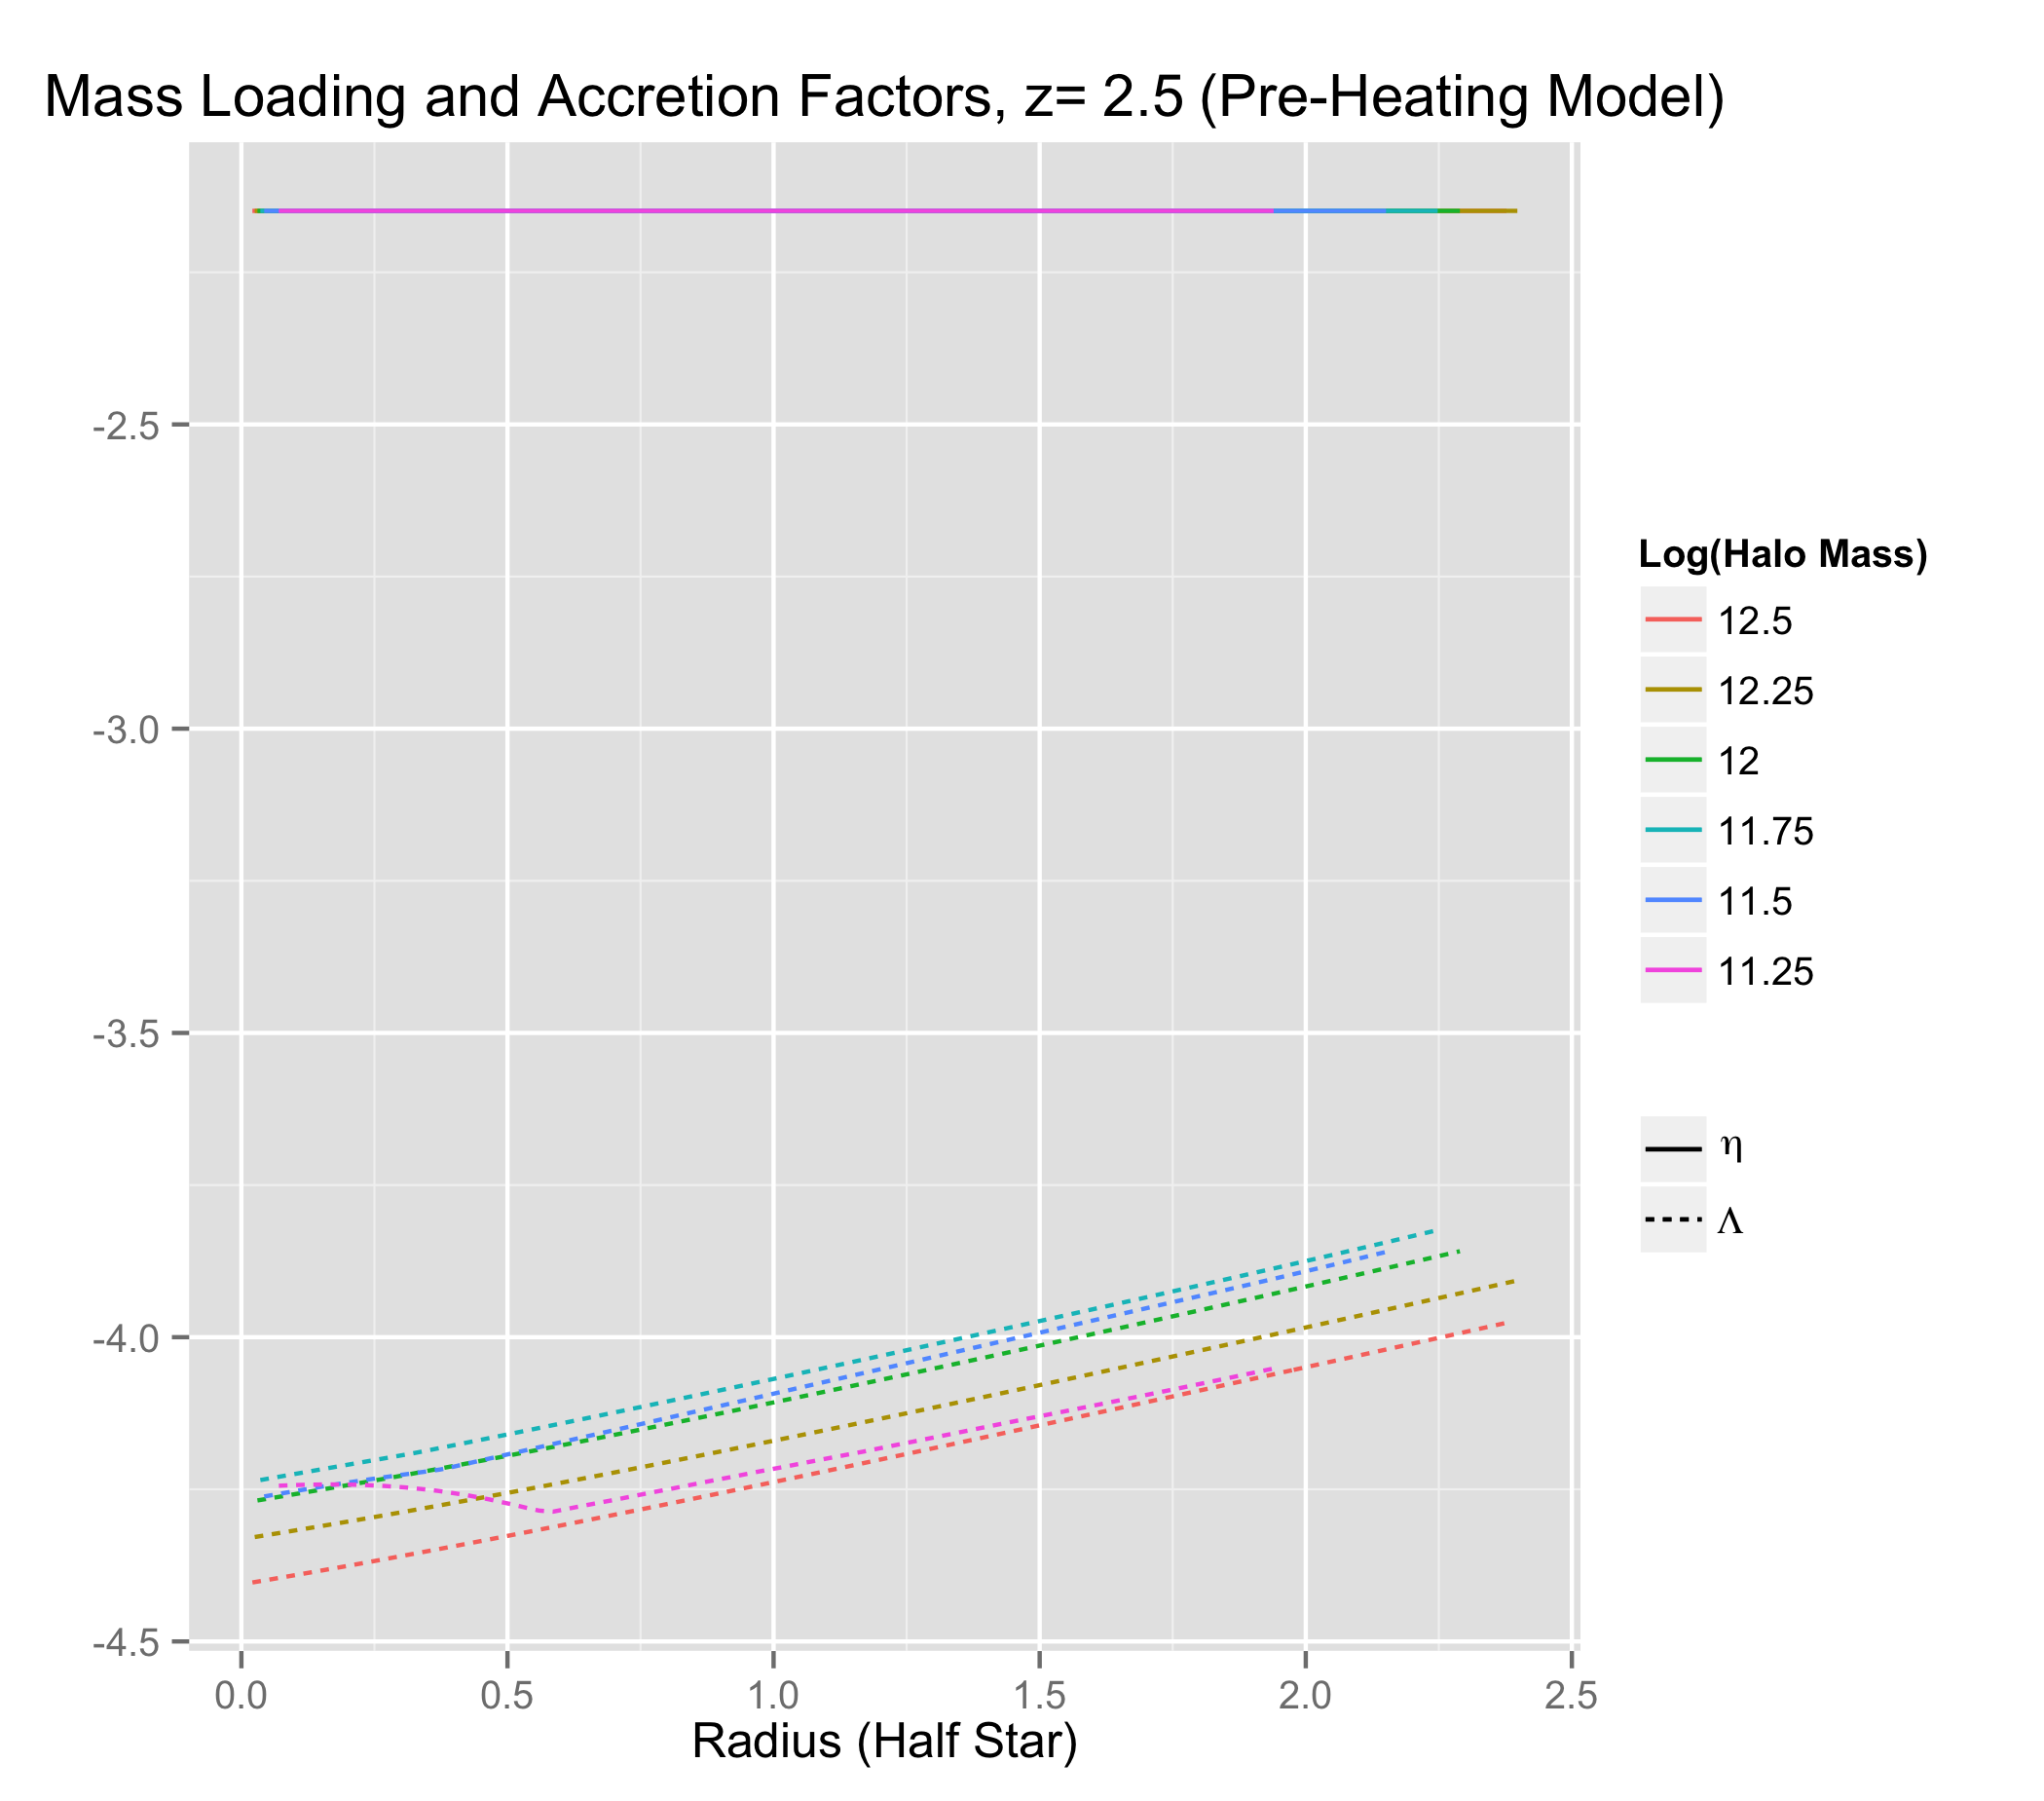 Mass Loading and Accretion Factors, z= 2.5 (Pre-Heating Model)
-2.5
-3.0
-3.5
-4.0
-4.5
0.0 0.5 1.0 1.5 2.0 2.5
Radius (Half Star)
Log(Halo Mass)
12.5
12.25
12
11.75
11.5
11.25
η
Λ